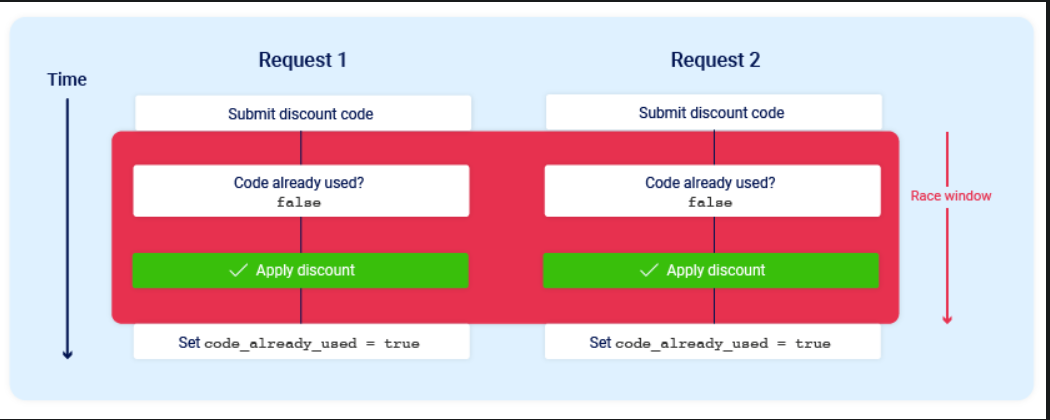 Request 1
Request 2
Time
Submit discount code
Submit discount code
Code already used?
false
Code already used?
false
Race window
Apply discount
Apply discount
Set code_already_used = true
Set code_already_used = true